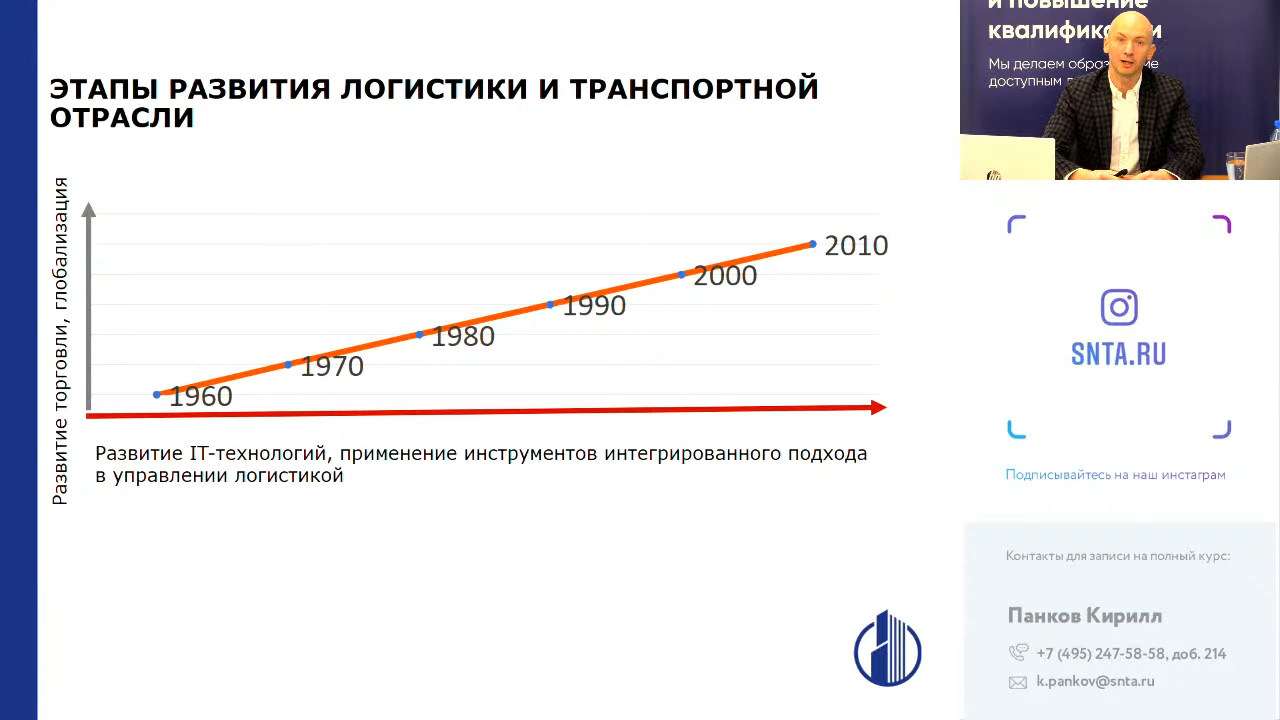 ЭТАПЫ РАЗВИТИЯ ЛОГИСТИКИ И ТРАНСПОРТНОЙ
ОТРАСЛИ
Развитие торговли, глобализация
1960
1970
1980
1990
2000
2010
Развитие IT-технологий, применение инструментов интегрированного подхода
в управлении логистикой
и повышение
квалификации
Мы делаем образование
доступным
SNTA.RU
Подписывайтесь на наш инстаграм
Контакты для записи на полный курс:
Панков Кирилл
+7 (495) 247-58-58, доб. 214
k.pankov@snta.ru